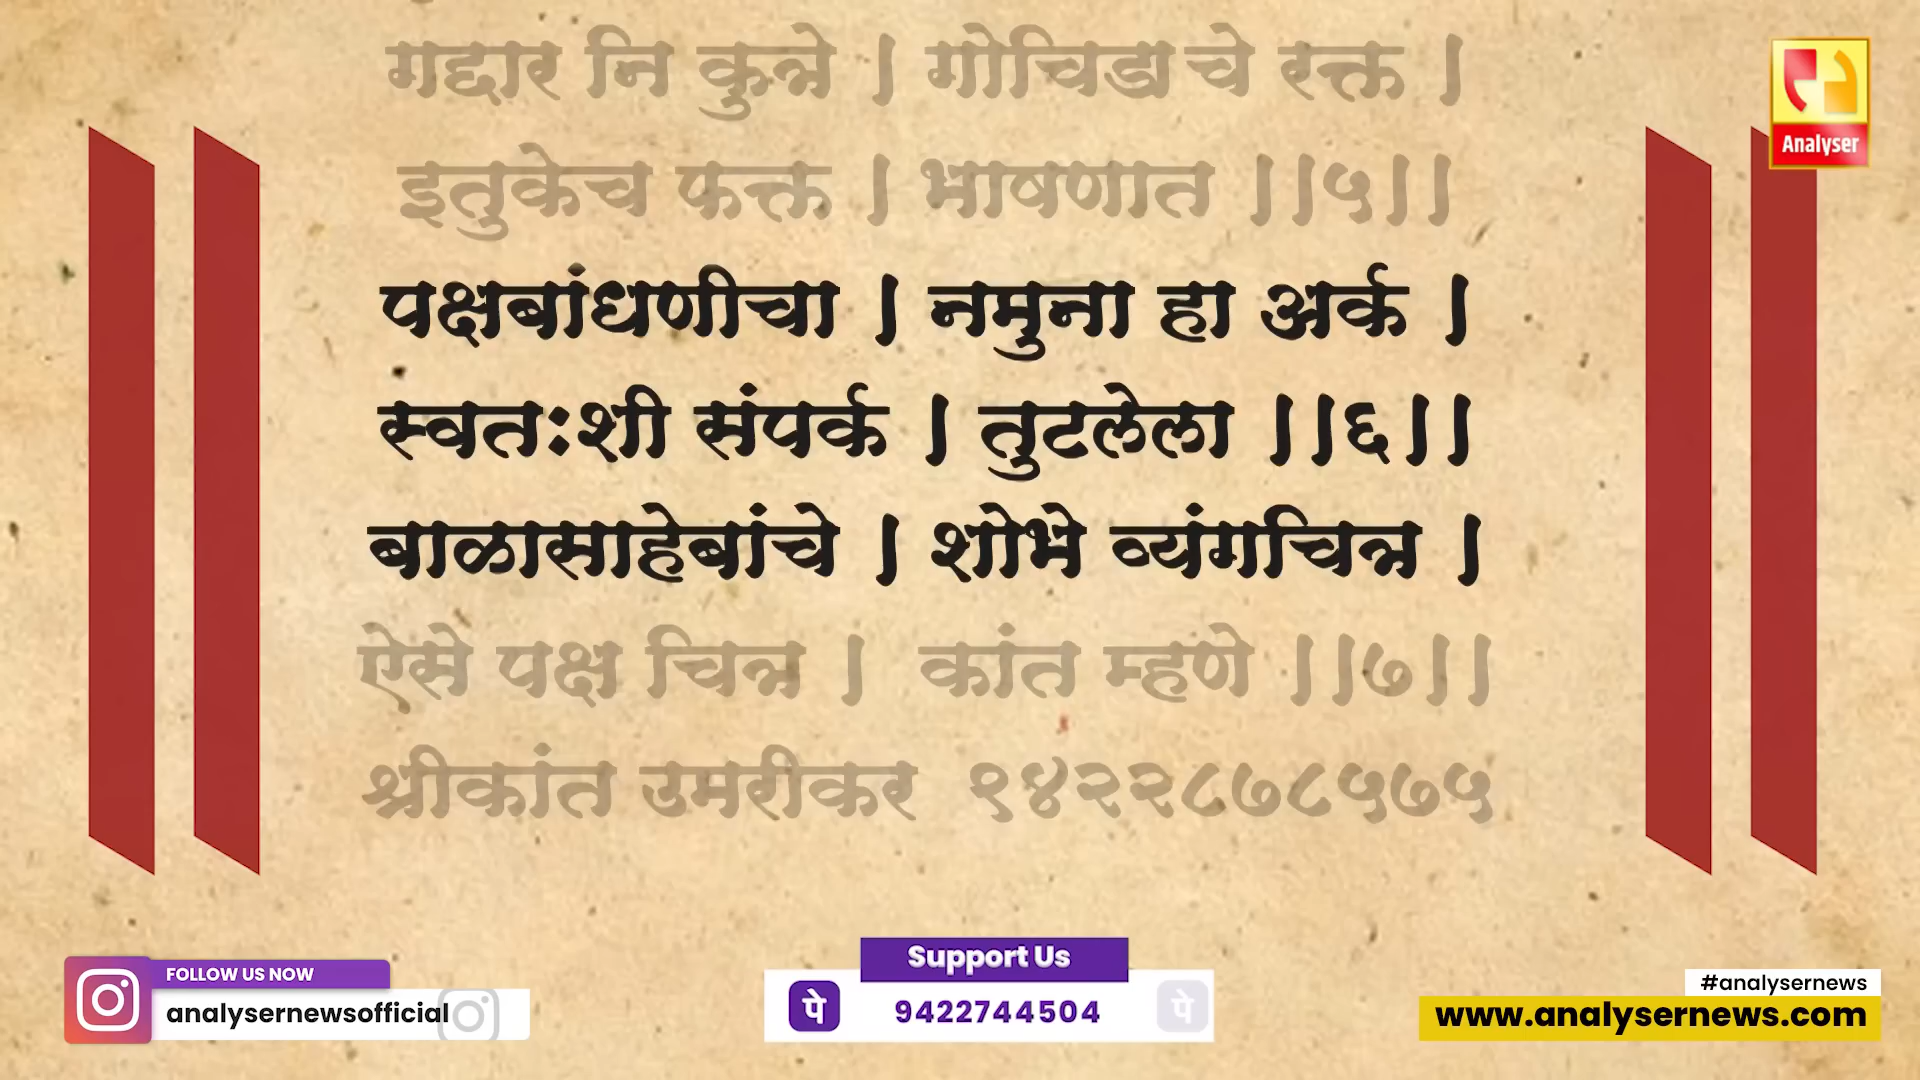 गद्दार नि कुत्रे । गोचिडाचे रक्त ।
इतुकेच फक्त । भाषणात ।।५।।
पक्षबांधणीचा । नमुना हा अर्क ।
स्वतःशी संपर्क । तुटलेला ।।६।।
बाळासाहेबांचे । शोभे व्यंगचित्र ।
ऐसे पक्ष चित्र । कांत म्हणे ।।७।।
श्रीकांत उमरीकर ९४२२८७८५७५
Analyser
FOLLOW US NOW
analysernewsofficial
Support Us
पे 9422744504 पे
#analysernews
www.analysernews.com